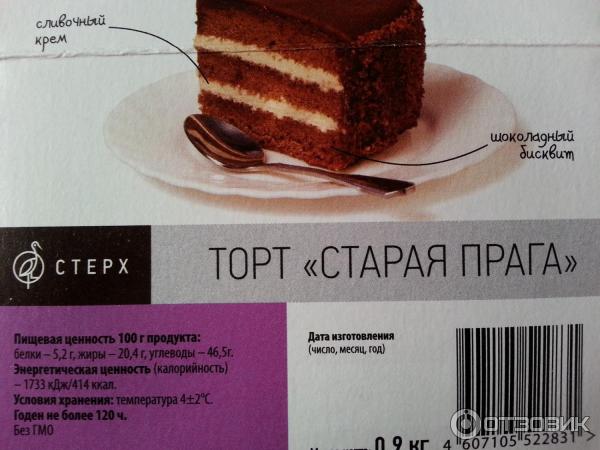 сливочный
крем
шоколадный
бисквит
СТЕРХ
ТОРТ «СТАРАЯ ПРАГА»
Пищевая ценность 100 г продукта:
белки – 5,2 г, жиры – 20,4 г, углеводы – 46,5г.
Энергетическая ценность (калорийность)
– 1733 кДж/414 ккал.
Условия хранения: температура 4±2°С.
Годен не более 120 ч.
Без ГМО
Дата изготовления
(число, месяц, год)
0,9 кг
4 607105 522831 >
ОТЗОВИК